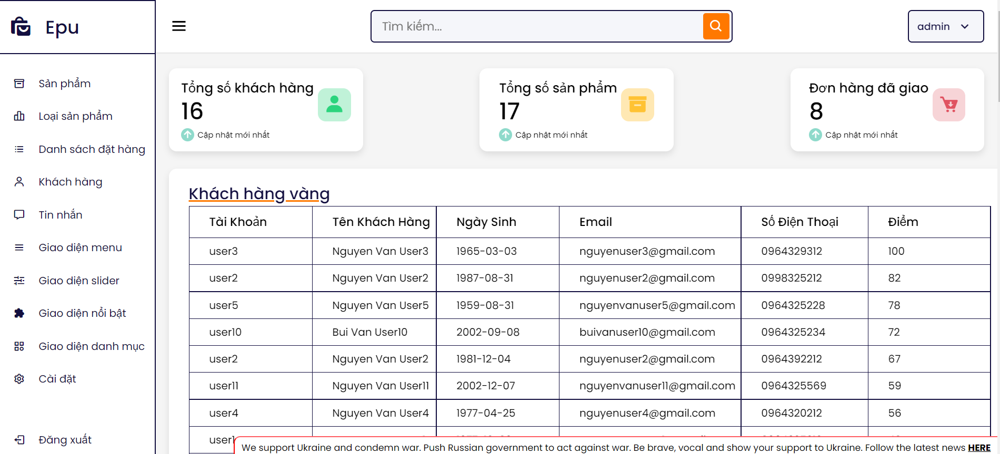 Epu
Tìm kiếm...
admin
Sản phẩm
Loại sản phẩm
Danh sách đặt hàng
Khách hàng
Tin nhắn
Giao diện menu
Giao diện slider
Giao diện nổi bật
Giao diện danh mục
Cài đặt
Đăng xuất
Tổng số khách hàng
16
Cập nhật mới nhất
Tổng số sản phẩm
17
Cập nhật mới nhất
Đơn hàng đã giao
8
Cập nhật mới nhất
Khách hàng vàng
Tài Khoản Tên Khách Hàng Ngày Sinh Email Số Điện Thoại Điểm
user3 Nguyen Van User3 1965-03-03 nguyenuser3@gmail.com 0964329312 100
user2 Nguyen Van User2 1987-08-31 nguyenuser2@gmail.com 0998325212 82
user5 Nguyen Van User5 1959-08-31 nguyenvanuser5@gmail.com 0964325228 78
user10 Bui Van User10 2002-09-08 buivanuser10@gmail.com 0964325234 72
user2 Nguyen Van User2 1981-12-04 nguyenuser2@gmail.com 0964392212 67
user11 Nguyen Van User11 2002-12-07 nguyenvanuser11@gmail.com 0964325569 59
user4 Nguyen Van User4 1977-04-25 nguyenuser4@gmail.com 0964320212 56
We support Ukraine and condemn war. Push Russian government to act against war. Be brave, vocal and show your support to Ukraine. Follow the latest news HERE